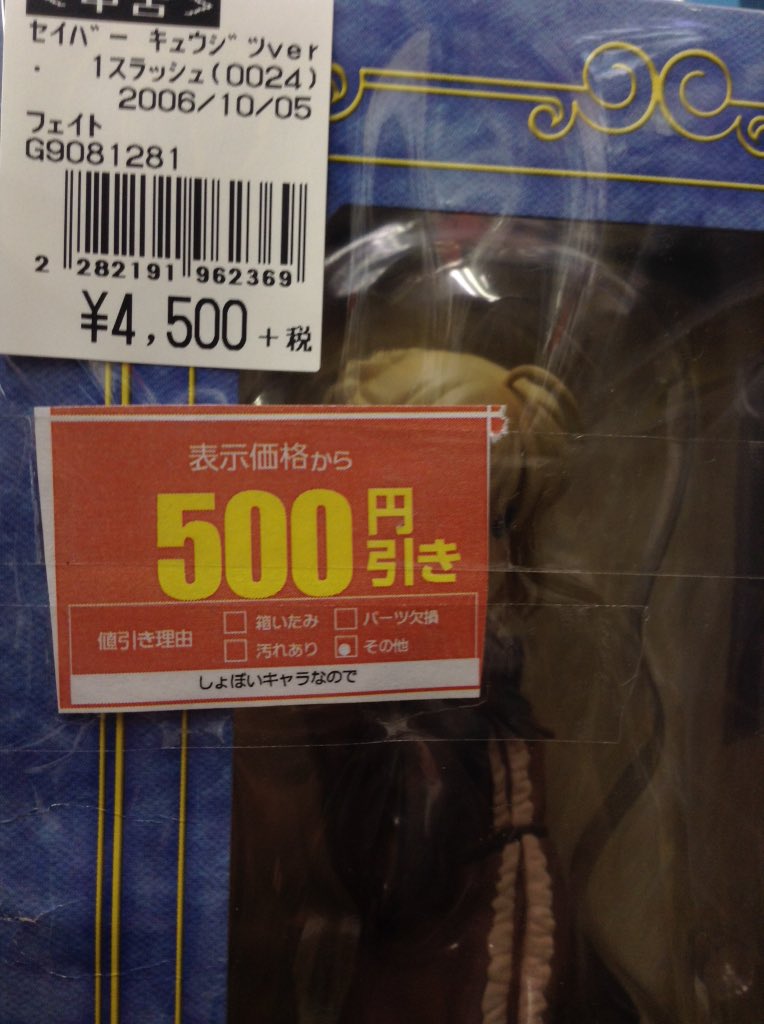 <中古>
セイバー キュウジツver
. 1スラッシュ(0024)
2006/10/05
フェイト
G9081281
2 282191 962369
¥4,500+税
表示価格から
500円引き
値引き理由
□ 箱いたみ □ パーツ欠損
□ 汚れあり ☑ その他
しょぼいキャラなので